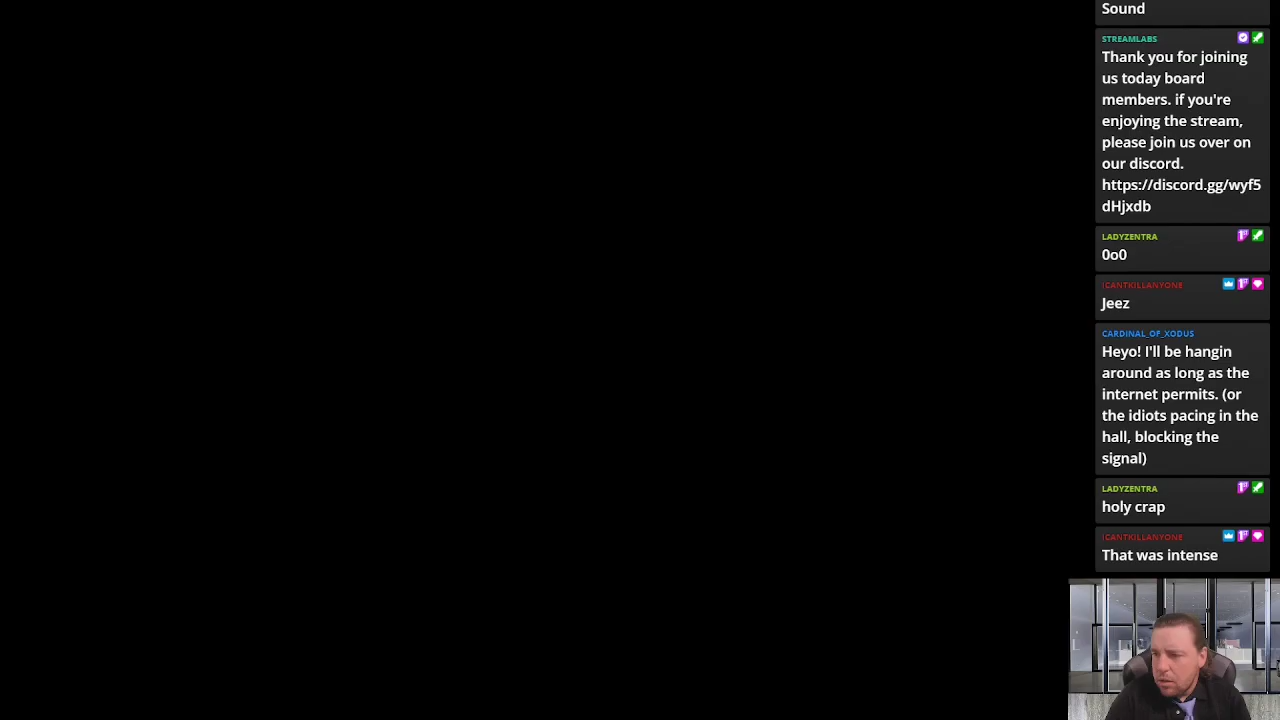 Sound
STREAMLABS
Thank you for joining
us today board
members. if you're
enjoying the stream,
please join us over on
our discord.
https://discord.gg/wyf5
dHjxdb
LADYZENTRA
0o0
ICANTKILLANYONE
Jeez
CARDINAL_OF_XODUS
Heyo! I'll be hangin
around as long as the
internet permits. (or
the idiots pacing in the
hall, blocking the
signal)
LADYZENTRA
holy crap
ICANTKILLANYONE
That was intense